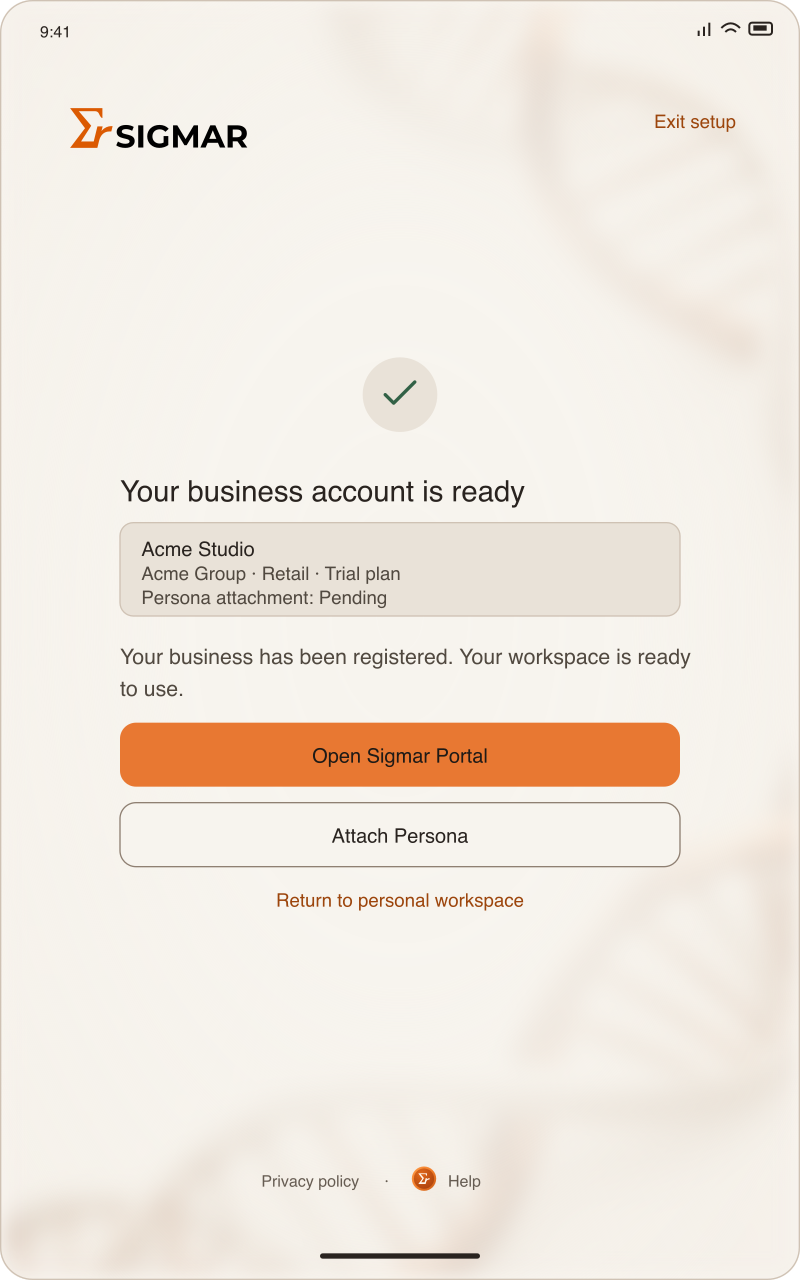 9:41
SIGMAR
Exit setup
Your business account is ready
Acme Studio
Acme Group · Retail · Trial plan
Persona attachment: Pending
Your business has been registered. Your workspace is ready
to use.
Open Sigmar Portal
Attach Persona
Return to personal workspace
Privacy policy · Help